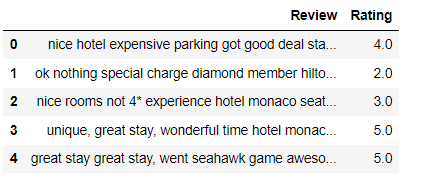 Review Rating
0 nice hotel expensive parking got good deal sta... 4.0
1 ok nothing special charge diamond member hilto... 2.0
2 nice rooms not 4* experience hotel monaco seat... 3.0
3 unique, great stay, wonderful time hotel monac... 5.0
4 great stay great stay, went seahawk game aweso... 5.0